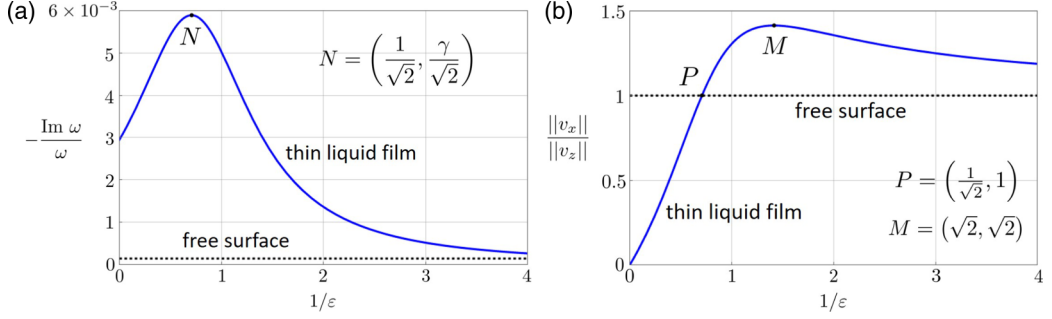 (a)
6 × 10⁻³
5
4
3
2
1
0
− Im ω / ω
N
N = (1/√2, γ/√2)
thin liquid film
free surface
0 1 2 3 4
1/ε
(b)
1.5
1
0.5
0
||v_x|| / ||v_z||
M
P
free surface
P = (1/√2, 1)
thin liquid film
M = (√2, √2)
0 1 2 3 4
1/ε